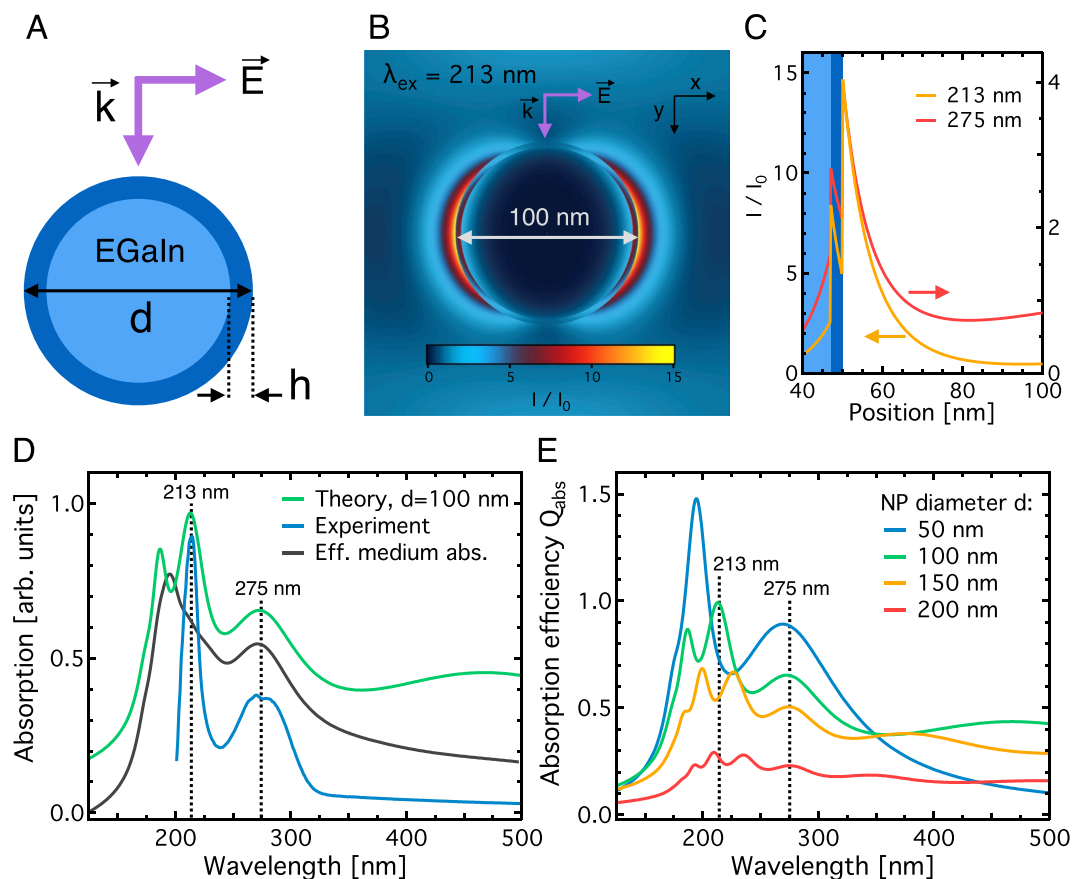 A
k
E
EGaIn
d
h
B
λex = 213 nm
k
E
x
y
100 nm
0
5
10
15
I / I0
C
15
10
5
0
I / I0
4
2
0
213 nm
275 nm
40
60
80
100
Position [nm]
D
Absorption [arb. units]
1.0
0.5
0.0
213 nm
275 nm
Theory, d=100 nm
Experiment
Eff. medium abs.
200
300
400
500
Wavelength [nm]
E
Absorption efficiency Qabs
1.5
1.0
0.5
0.0
213 nm
275 nm
NP diameter d:
50 nm
100 nm
150 nm
200 nm
200
300
400
500
Wavelength [nm]